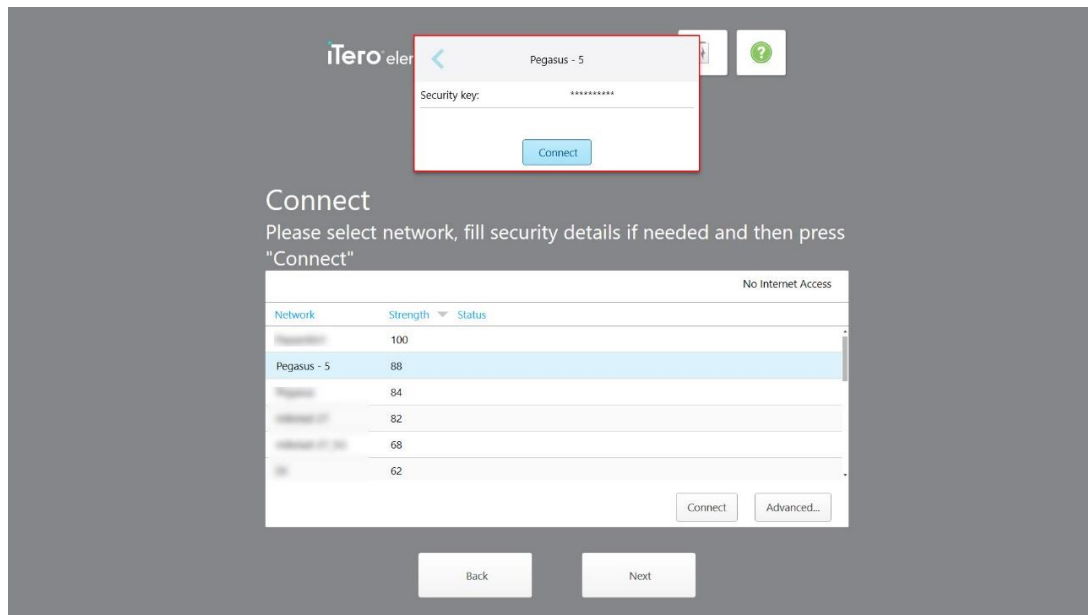 iTero eler
Pegasus - 5
Security key: **********
Connect
Connect
Please select network, fill security details if needed and then press
"Connect"
No Internet Access
Network Strength Status
100
Pegasus - 5 88
84
82
68
62
Connect Advanced...
Back Next